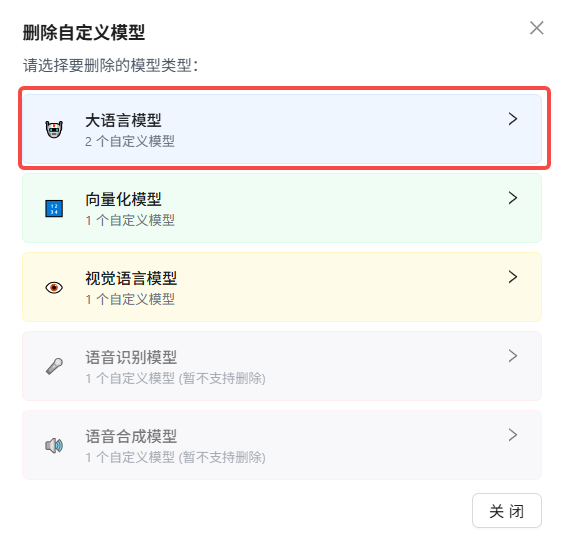 删除自定义模型
请选择要删除的模型类型：
大语言模型
2 个自定义模型
向量化模型
1 个自定义模型
视觉语言模型
1 个自定义模型
语音识别模型
1 个自定义模型 (暂不支持删除)
语音合成模型
1 个自定义模型 (暂不支持删除)
关 闭